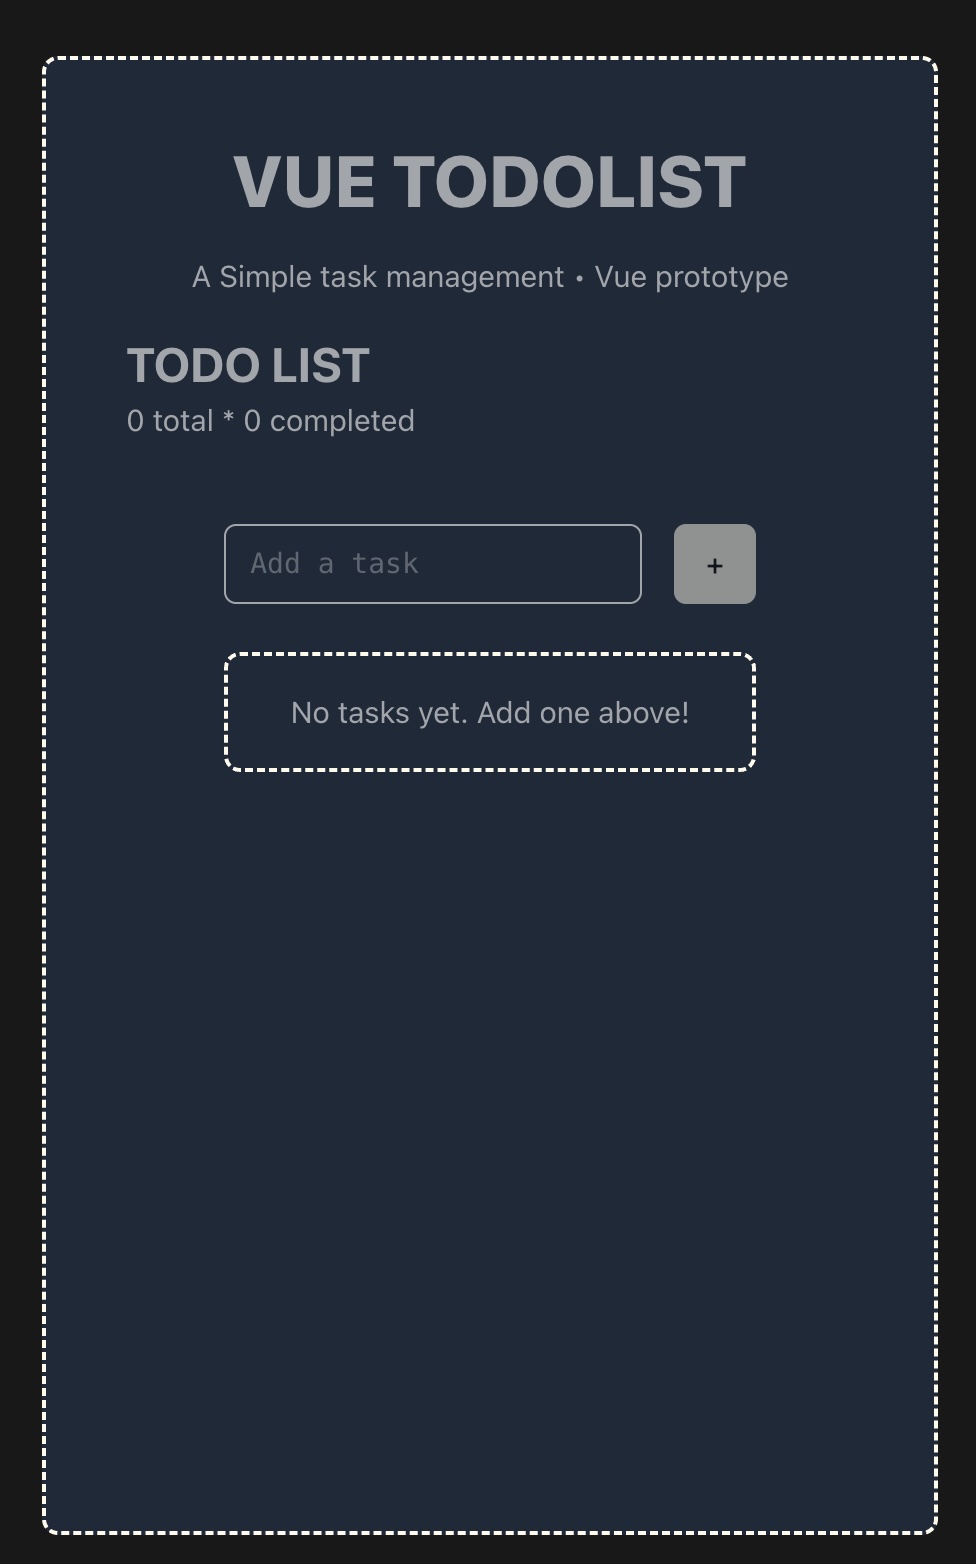 VUE TODOLIST
A Simple task management • Vue prototype
TODO LIST
0 total * 0 completed
Add a task
+
No tasks yet. Add one above!